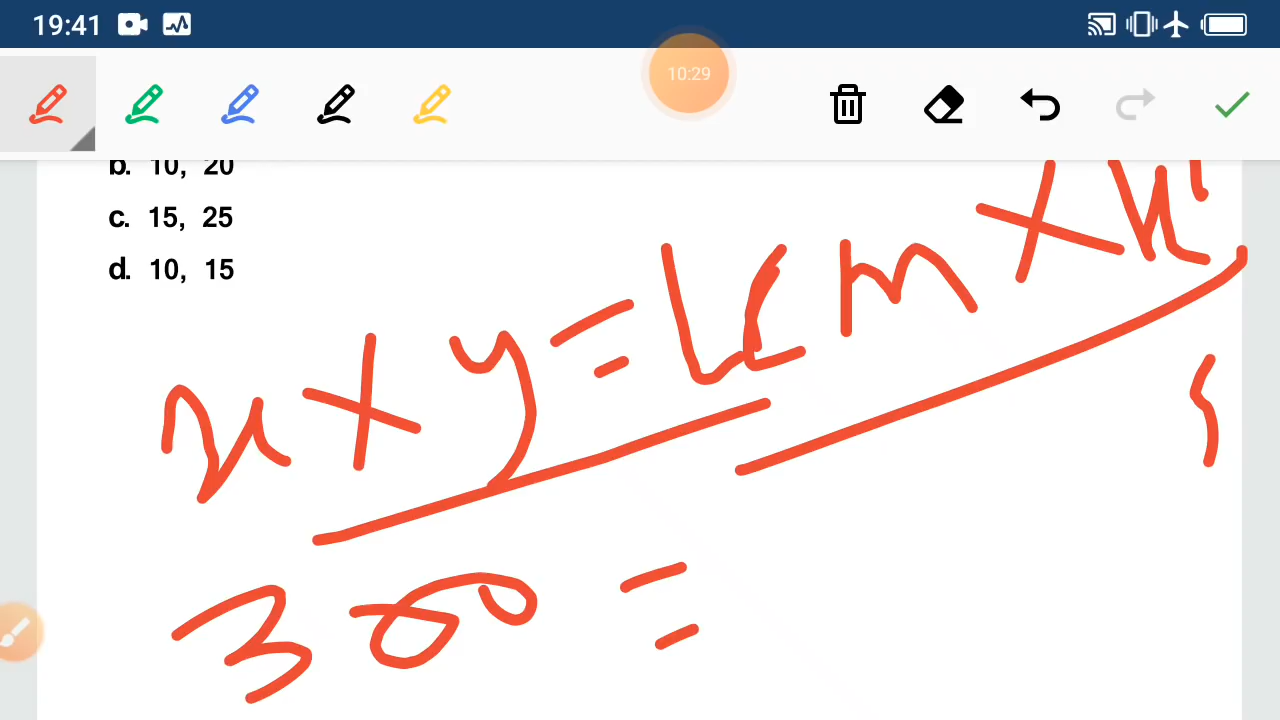 19:41
10:29
b. 10, 20
c. 15, 25
d. 10, 15
x × y = LCM × H
300 =